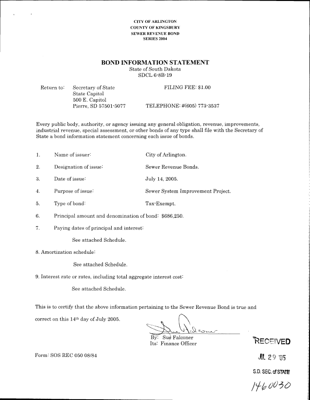 CITY OF ARLINGTON
COUNTY OF KINGSBURY
SEWER REVENUE BOND
SERIES 2004
BOND INFORMATION STATEMENT
State of South Dakota
SDCL 6-8B-19
Return to: Secretary of State FILING FEE: $1.00
State Capitol
500 E. Capitol
Pierre, SD 57501-5077 TELEPHONE #(605) 773-3537
Every public body, authority, or agency issuing any general obligation, revenue, improvements,
industrial revenue, special assessment, or other bonds of any type shall file with the Secretary of
State a bond information statement concerning each issue of bonds.
1. Name of issuer: City of Arlington.
2. Designation of issue: Sewer Revenue Bonds.
3. Date of issue: July 14, 2005.
4. Purpose of issue: Sewer System Improvement Project.
5. Type of bond: Tax-Exempt.
6. Principal amount and denomination of bond: $680,250.
7. Paying dates of principal and interest:
See attached Schedule.
8. Amortization schedule:
See attached Schedule.
9. Interest rate or rates, including total aggregate interest cost:
See attached Schedule.
This is to certify that the above information pertaining to the Sewer Revenue Bond is true and
correct on this 14th day of July 2005.
By: Sue Falconer
Its: Finance Officer
RECEIVED
JUL 29 '05
S.D. SEC. of STATE
Form: SOS REC 050 08/84
1460030